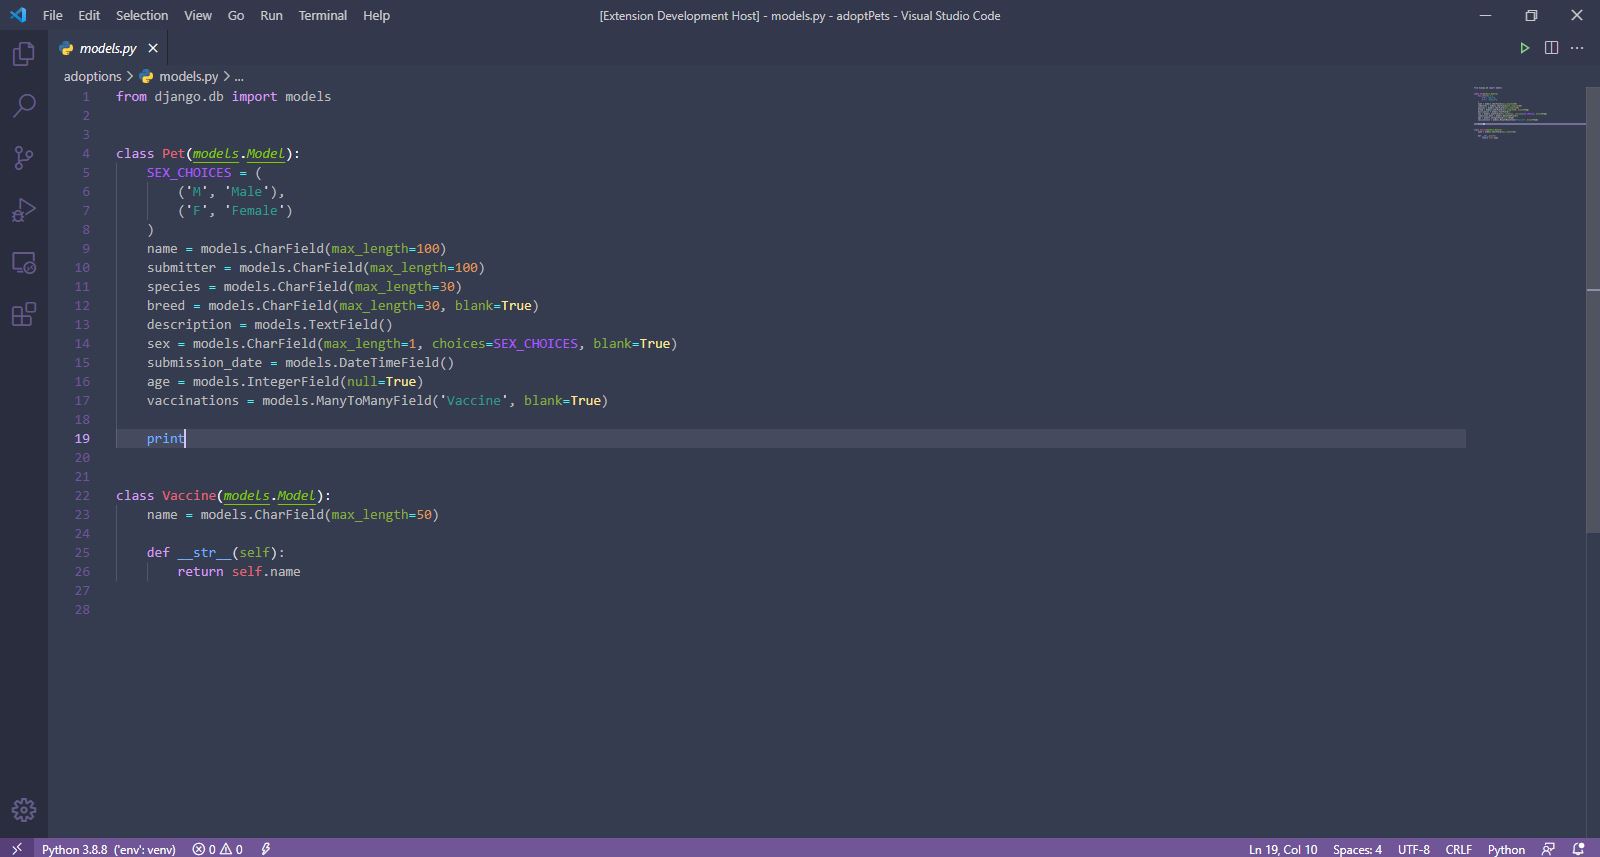 File Edit Selection View Go Run Terminal Help [Extension Development Host] - models.py - adoptPets - Visual Studio Code
models.py
adoptions > models.py > ...
1 from django.db import models
2
3
4 class Pet(models.Model):
5     SEX_CHOICES = (
6         ('M', 'Male'),
7         ('F', 'Female')
8     )
9     name = models.CharField(max_length=100)
10     submitter = models.CharField(max_length=100)
11     species = models.CharField(max_length=30)
12     breed = models.CharField(max_length=30, blank=True)
13     description = models.TextField()
14     sex = models.CharField(max_length=1, choices=SEX_CHOICES, blank=True)
15     submission_date = models.DateTimeField()
16     age = models.IntegerField(null=True)
17     vaccinations = models.ManyToManyField('Vaccine', blank=True)
18
19     print
20
21
22 class Vaccine(models.Model):
23     name = models.CharField(max_length=50)
24
25     def __str__(self):
26         return self.name
27
28
Python 3.8.8 ('env': venv) 0 0 Ln 19, Col 10 Spaces: 4 UTF-8 CRLF Python